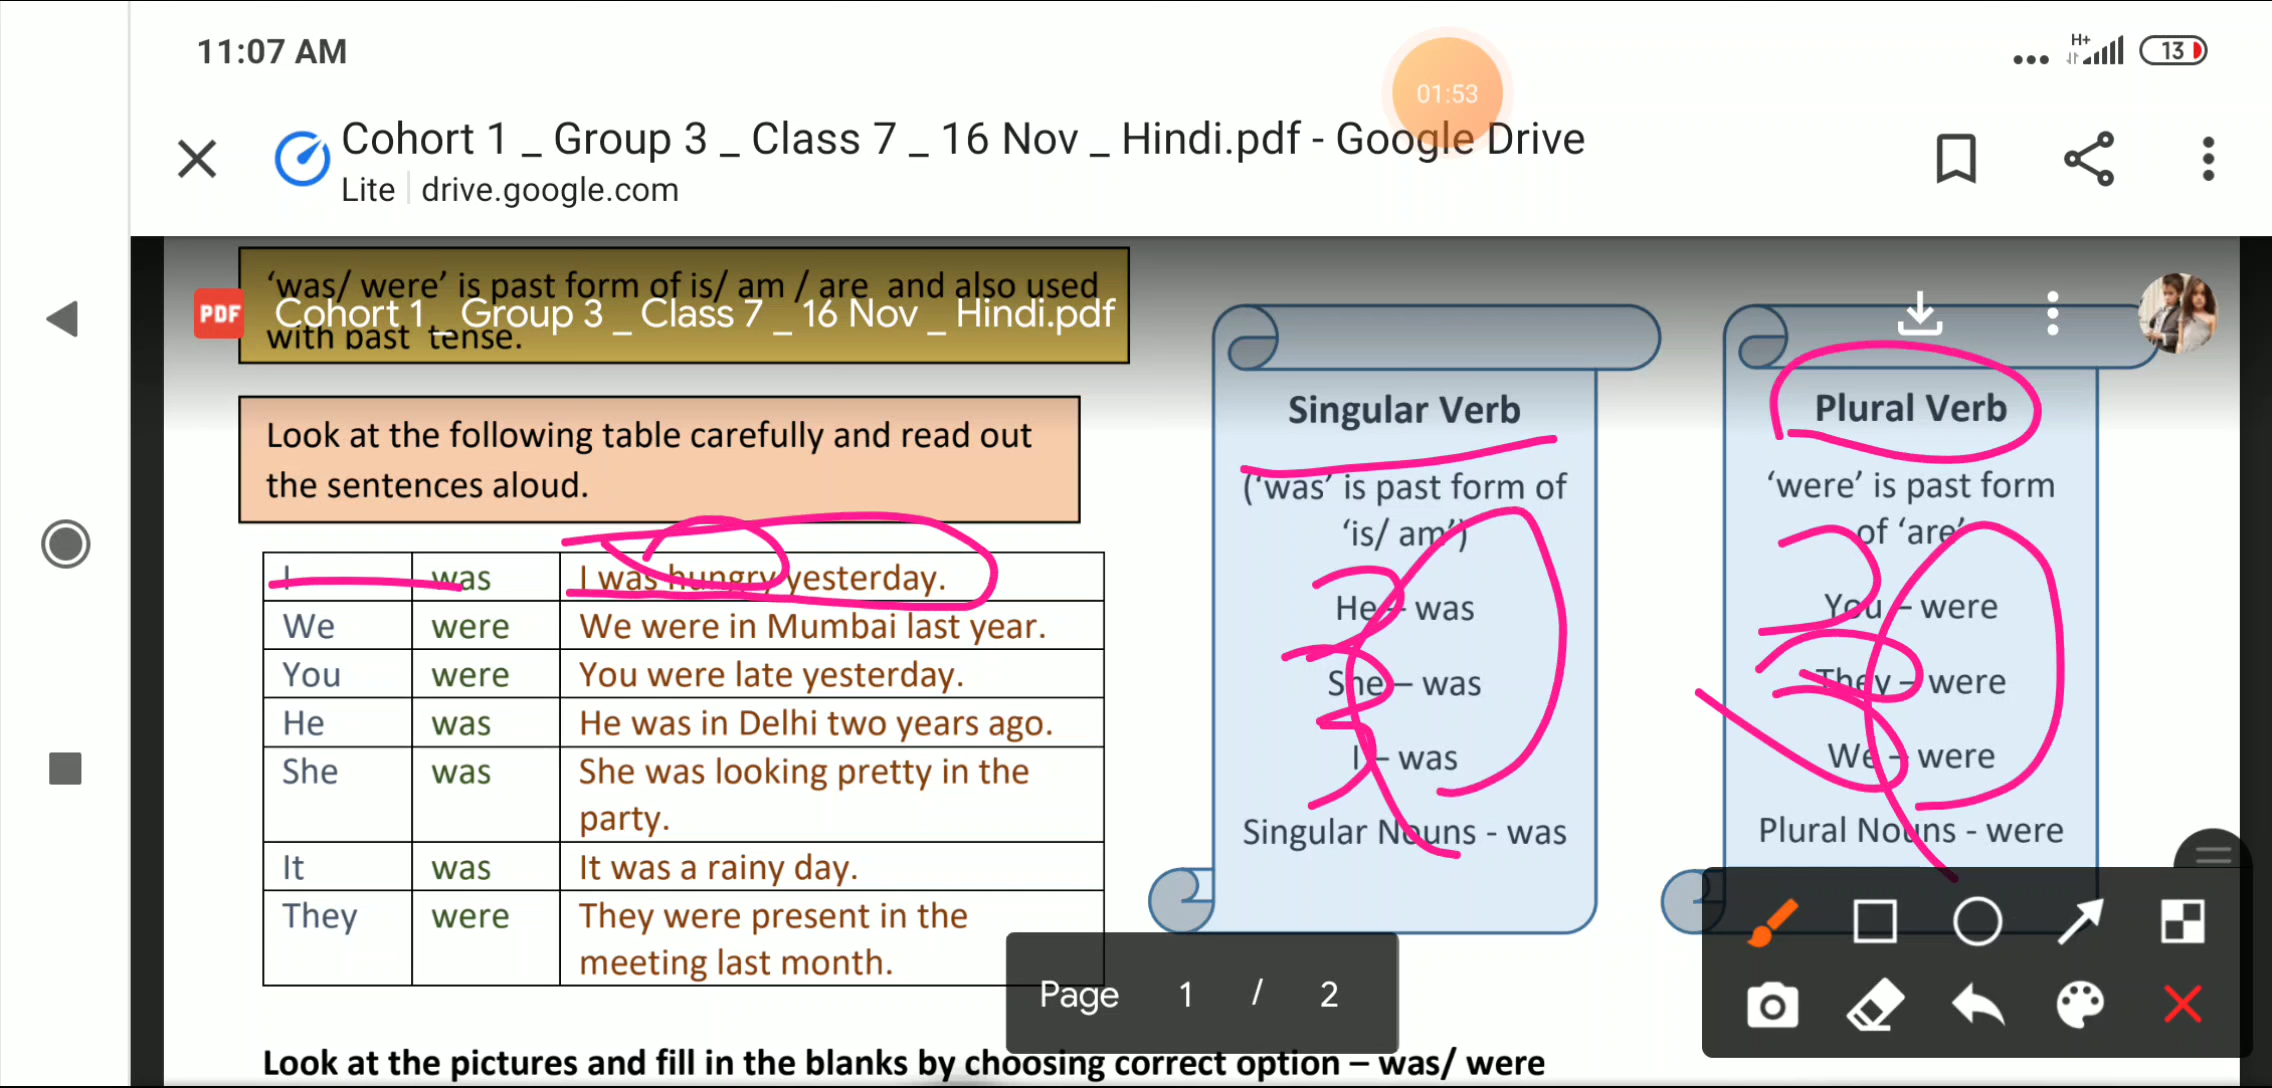 11:07 AM
H+
13
01:53
Cohort 1 _ Group 3 _ Class 7 _ 16 Nov _ Hindi.pdf - Google Drive
Lite drive.google.com
‘was/ were’ is past form of is/ am / are and also used
with past tense.
PDF Cohort 1 _ Group 3 _ Class 7 _ 16 Nov _ Hindi.pdf
Look at the following table carefully and read out
the sentences aloud.
I was I was hungry yesterday.
We were We were in Mumbai last year.
You were You were late yesterday.
He was He was in Delhi two years ago.
She was She was looking pretty in the
party.
It was It was a rainy day.
They were They were present in the
meeting last month.
Singular Verb
(‘was’ is past form of
‘is/ am’)
He – was
She – was
I – was
Singular Nouns - was
Plural Verb
‘were’ is past form
of ‘are’
You – were
They – were
We – were
Plural Nouns - were
Page 1 / 2
Look at the pictures and fill in the blanks by choosing correct option – was/ were